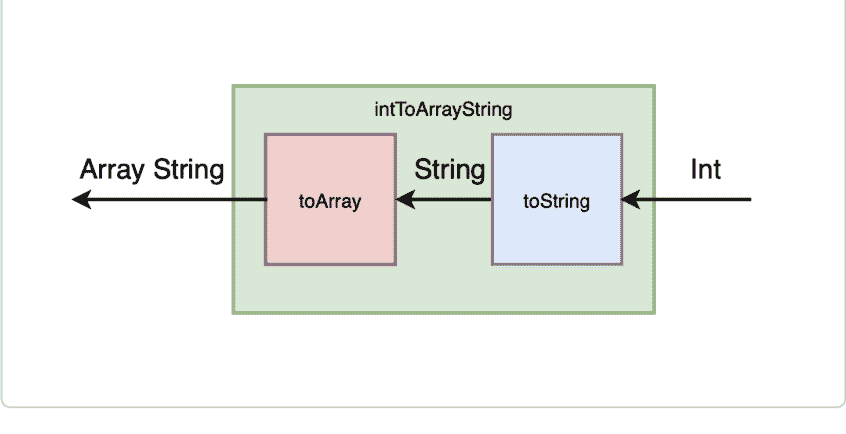 intToArrayString
Array String
String
Int
toArray
toString